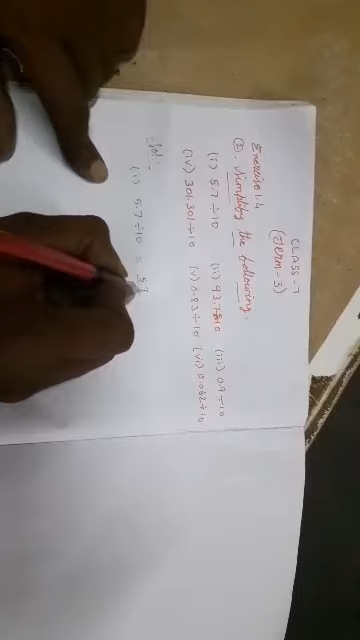 CLASS-7
(Term-3)
Exercise 1.4
③. Simplify the following.
(i) 5.7 ÷ 10 (ii) 93.7 ÷ 10 (iii) 0.9 ÷ 10
(iv) 301.301 ÷ 10 (v) 0.83 ÷ 10 (vi) 0.062 ÷ 10
Sol:-
(i) 5.7 ÷ 10 = 57